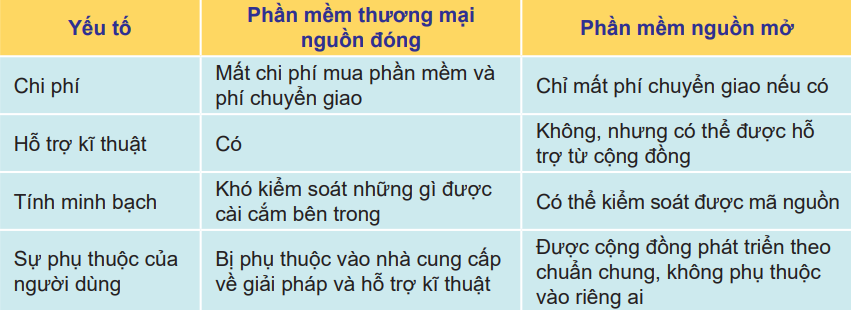 Yếu tố
Phần mềm thương mại
nguồn đóng
Phần mềm nguồn mở
Chi phí
Mất chi phí mua phần mềm và
phí chuyển giao
Chỉ mất phí chuyển giao nếu có
Hỗ trợ kĩ thuật
Có
Không, nhưng có thể được hỗ
trợ từ cộng đồng
Tính minh bạch
Khó kiểm soát những gì được
cài cắm bên trong
Có thể kiểm soát được mã nguồn
Sự phụ thuộc của
người dùng
Bị phụ thuộc vào nhà cung cấp
về giải pháp và hỗ trợ kĩ thuật
Được cộng đồng phát triển theo
chuẩn chung, không phụ thuộc
vào riêng ai